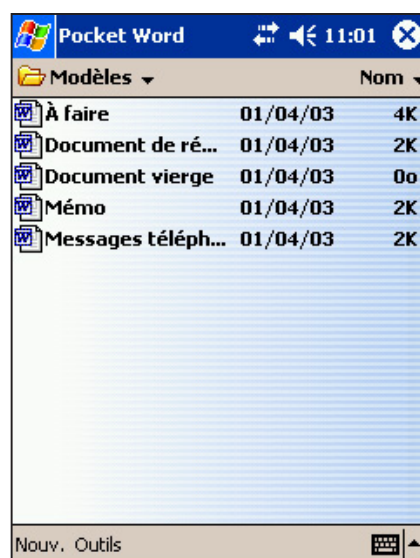 Pocket Word 11:01
Modèles Nom
À faire 01/04/03 4K
Document de ré... 01/04/03 2K
Document vierge 01/04/03 0o
Mémo 01/04/03 2K
Messages téléph... 01/04/03 2K
Nouv. Outils